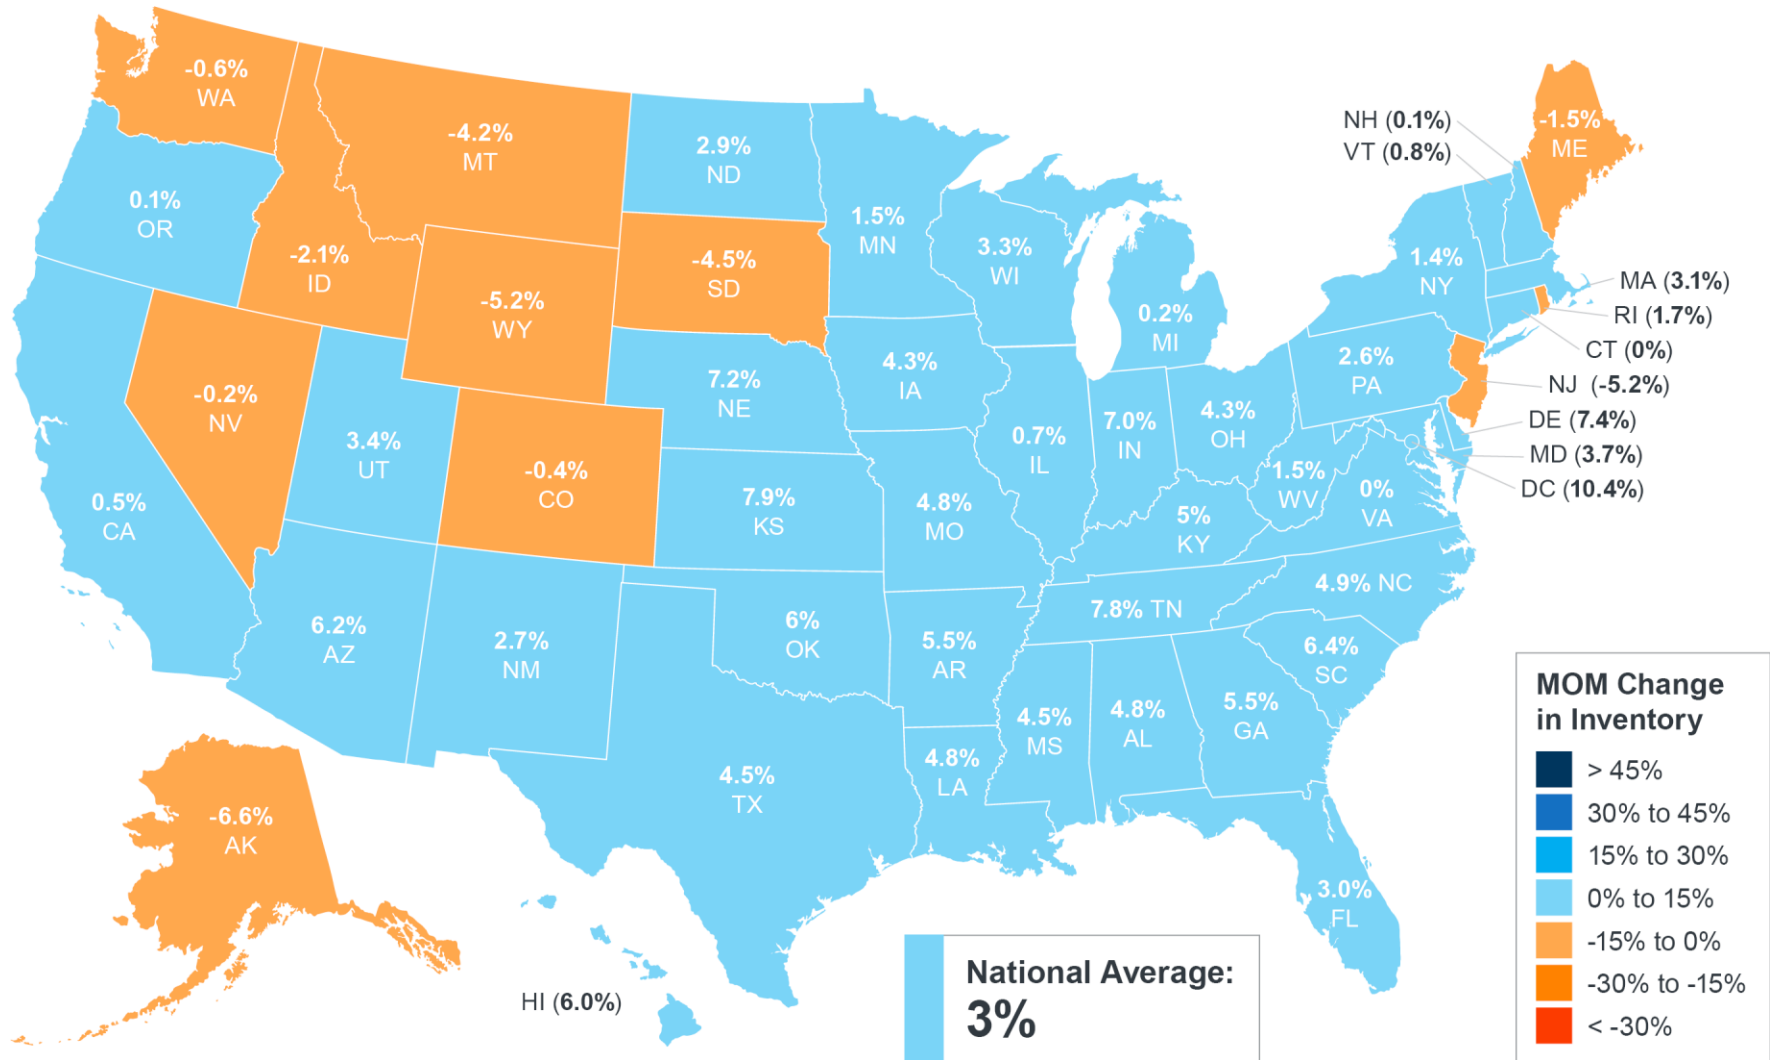 -0.6%
WA
-4.2%
MT
2.9%
ND
-1.5%
ME
NH (0.1%)
VT (0.8%)
0.1%
OR
-2.1%
ID
-5.2%
WY
-4.5%
SD
1.5%
MN
3.3%
WI
0.2%
MI
1.4%
NY
MA (3.1%)
RI (1.7%)
CT (0%)
NJ (-5.2%)
DE (7.4%)
MD (3.7%)
DC (10.4%)
-0.2%
NV
3.4%
UT
-0.4%
CO
7.2%
NE
4.3%
IA
0.7%
IL
7.0%
IN
4.3%
OH
2.6%
PA
0.5%
CA
7.9%
KS
4.8%
MO
5%
KY
1.5%
WV
0%
VA
6.2%
AZ
2.7%
NM
6%
OK
5.5%
AR
7.8% TN
4.9% NC
6.4%
SC
4.5%
TX
4.8%
LA
4.5%
MS
4.8%
AL
5.5%
GA
3.0%
FL
-6.6%
AK
HI (6.0%)
National Average:
3%
MOM Change
in Inventory
> 45%
30% to 45%
15% to 30%
0% to 15%
-15% to 0%
-30% to -15%
< -30%